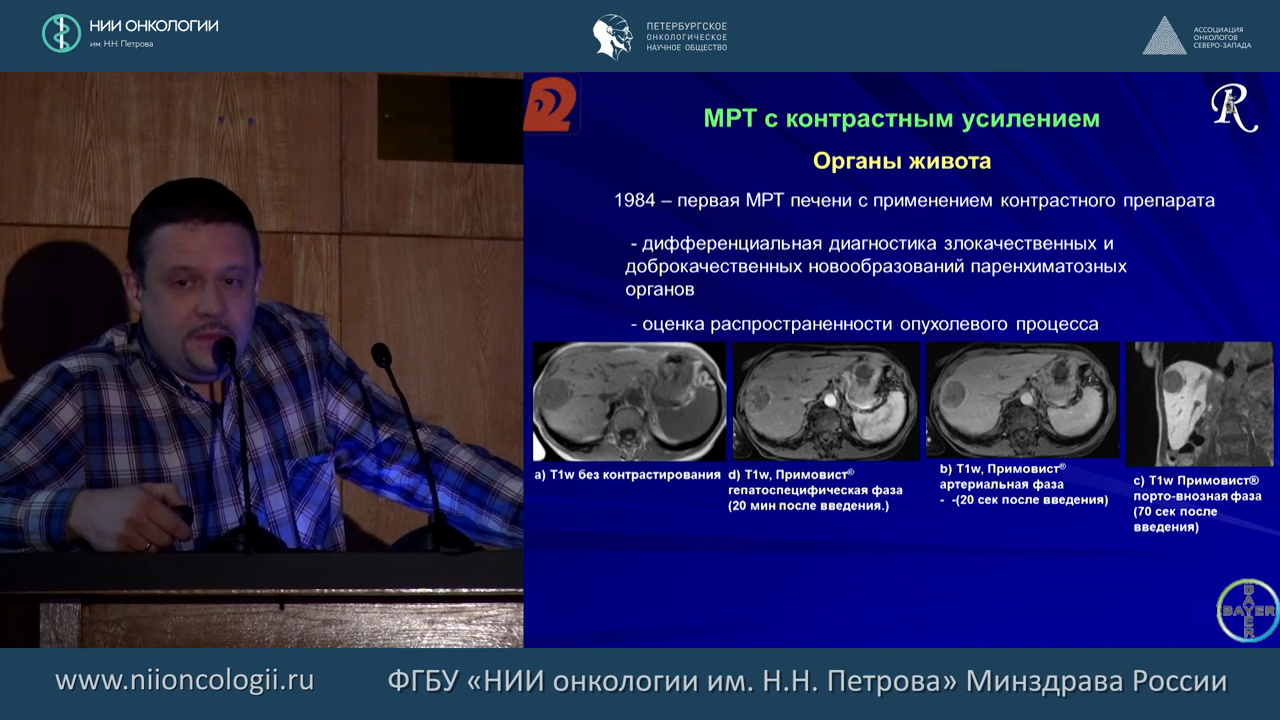 НИИ ОНКОЛОГИИ
им. Н.Н. Петрова
ПЕТЕРБУРГСКОЕ
ОНКОЛОГИЧЕСКОЕ
НАУЧНОЕ ОБЩЕСТВО
АССОЦИАЦИЯ
ОНКОЛОГОВ
СЕВЕРО-ЗАПАДА
МРТ с контрастным усилением
Органы живота
1984 – первая МРТ печени с применением контрастного препарата
- дифференциальная диагностика злокачественных и
доброкачественных новообразований паренхиматозных
органов
- оценка распространенности опухолевого процесса
a) T1w без контрастирования
d) T1w, Примовист®
гепатоспецифическая фаза
(20 мин после введения.)
b) T1w, Примовист®
артериальная фаза
- -(20 сек после введения)
c) T1w Примовист®
порто-внозная фаза
(70 сек после
введения)
BAYER
BAYER
www.niioncologii.ru
ФГБУ «НИИ онкологии им. Н.Н. Петрова» Минздрава России